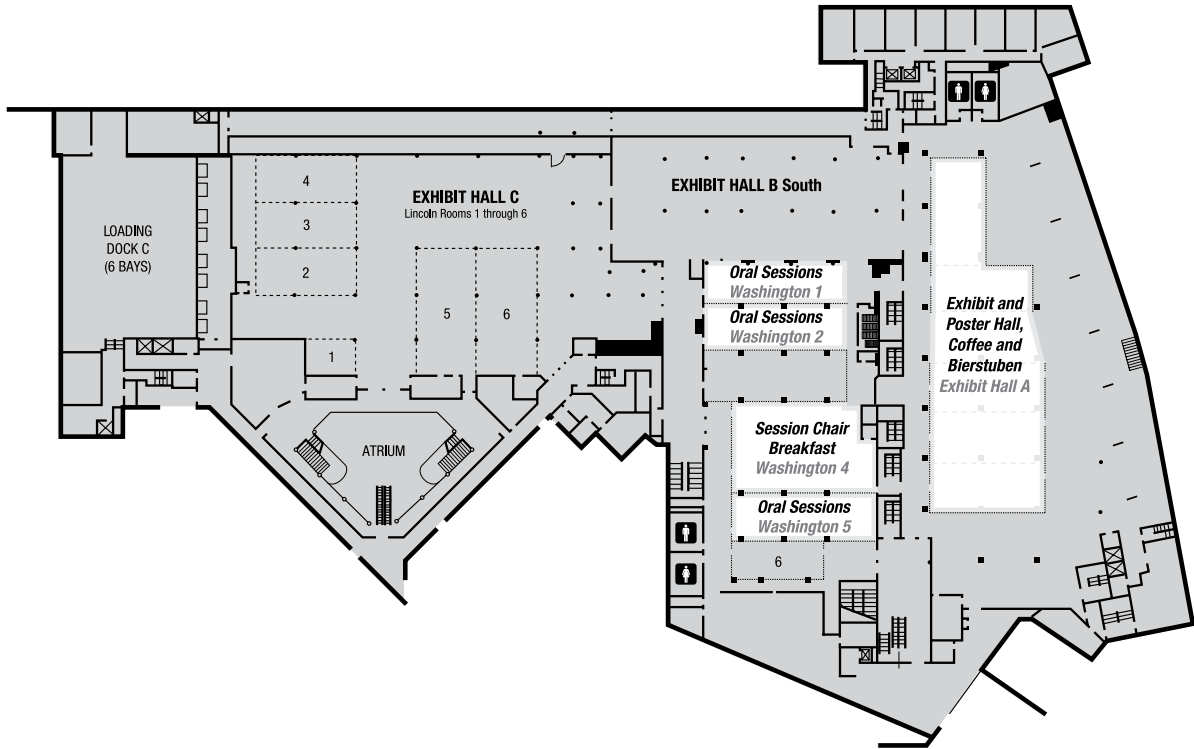 4
3
2
1
5
6
EXHIBIT HALL C
Lincoln Rooms 1 through 6
LOADING
DOCK C
(6 BAYS)
ATRIUM
EXHIBIT HALL B South
Oral Sessions
Washington 1
Oral Sessions
Washington 2
Session Chair
Breakfast
Washington 4
Oral Sessions
Washington 5
6
Exhibit and
Poster Hall,
Coffee and
Bierstuben
Exhibit Hall A